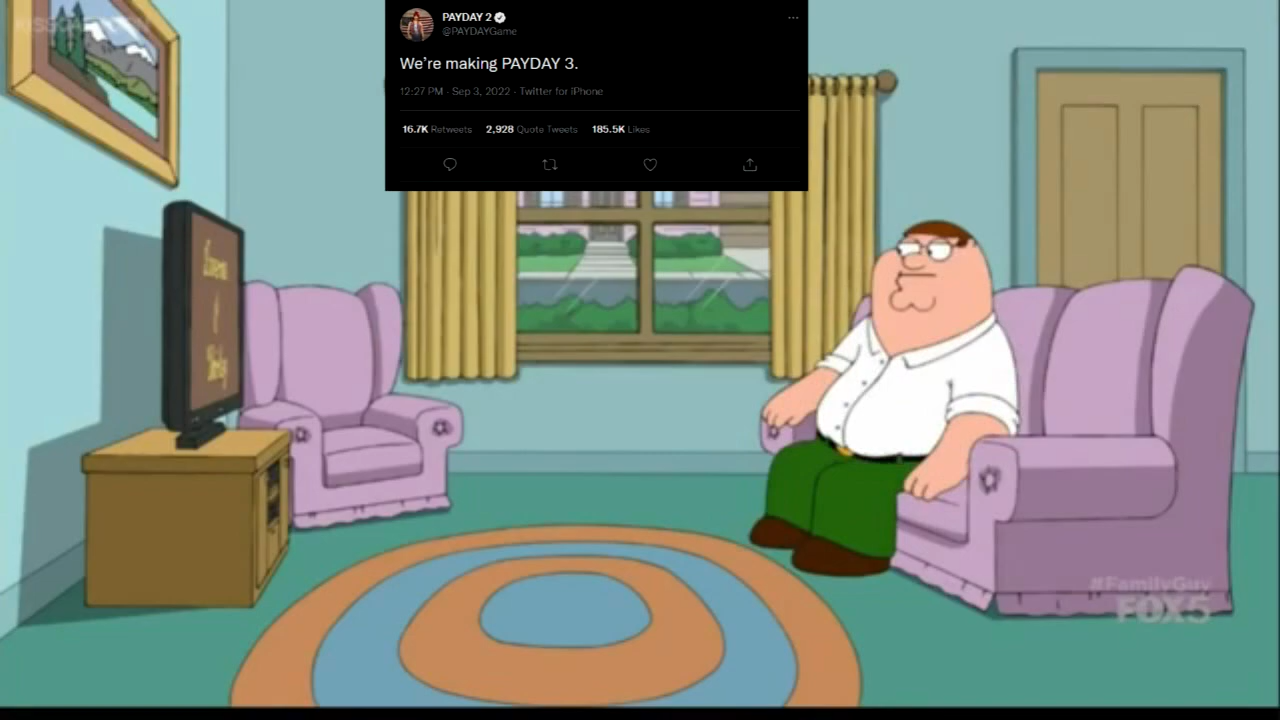 PAYDAY 2
@PAYDAYGame
We're making PAYDAY 3.
12:27 PM · Sep 3, 2022 · Twitter for iPhone
16.7K Retweets 2,928 Quote Tweets 185.5K Likes
#FamilyGuy
FOX5